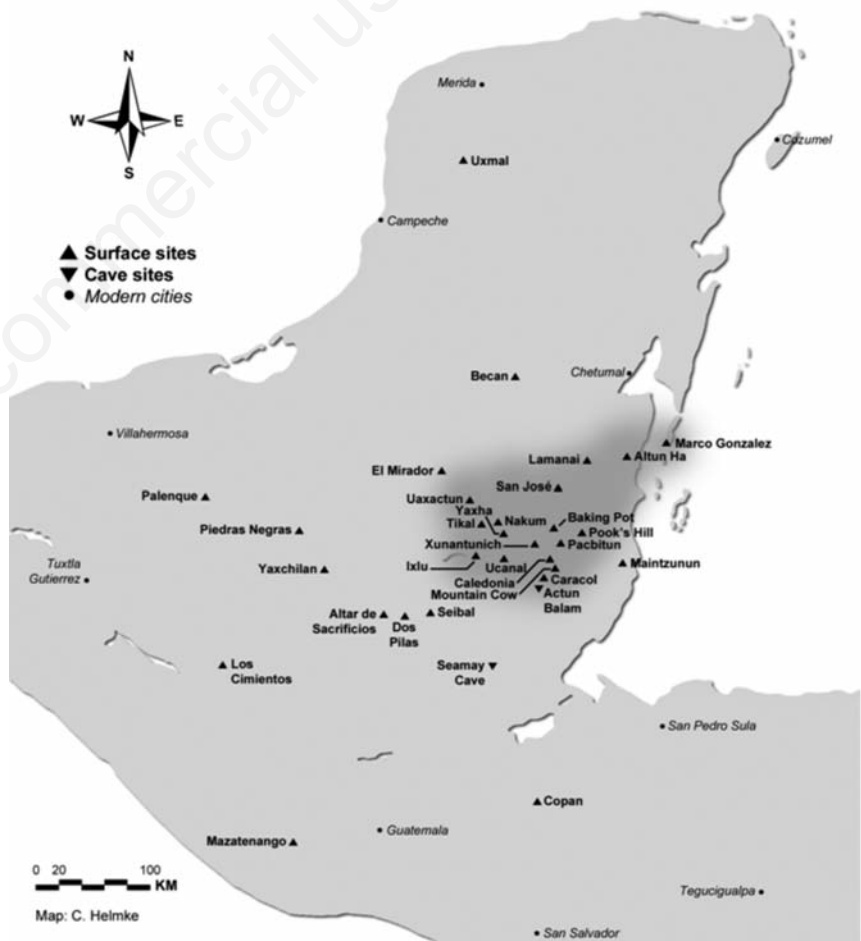 commercial us
N
W
E
S
Merida
Cozumel
Uxmal
Campeche
Surface sites
Cave sites
Modern cities
Becan
Chetumal
Villahermosa
Marco Gonzalez
Lamanai
Altun Ha
El Mirador
San José
Palenque
Uaxactun
Yaxha
Nakum
Baking Pot
Tikal
Piedras Negras
Pook's Hill
Xunantunich
Pacbitun
Tuxtla
Gutierrez
Yaxchilan
Ixlu
Ucanal
Maintzunun
Caledonia
Caracol
Mountain Cow
Actun
Balam
Altar de
Sacrificios
Dos
Pilas
Seibal
Los
Cimientos
Seamay
Cave
San Pedro Sula
Copan
Guatemala
Mazatenango
0 20 100
KM
Tegucigalpa
Map: C. Helmke
San Salvador